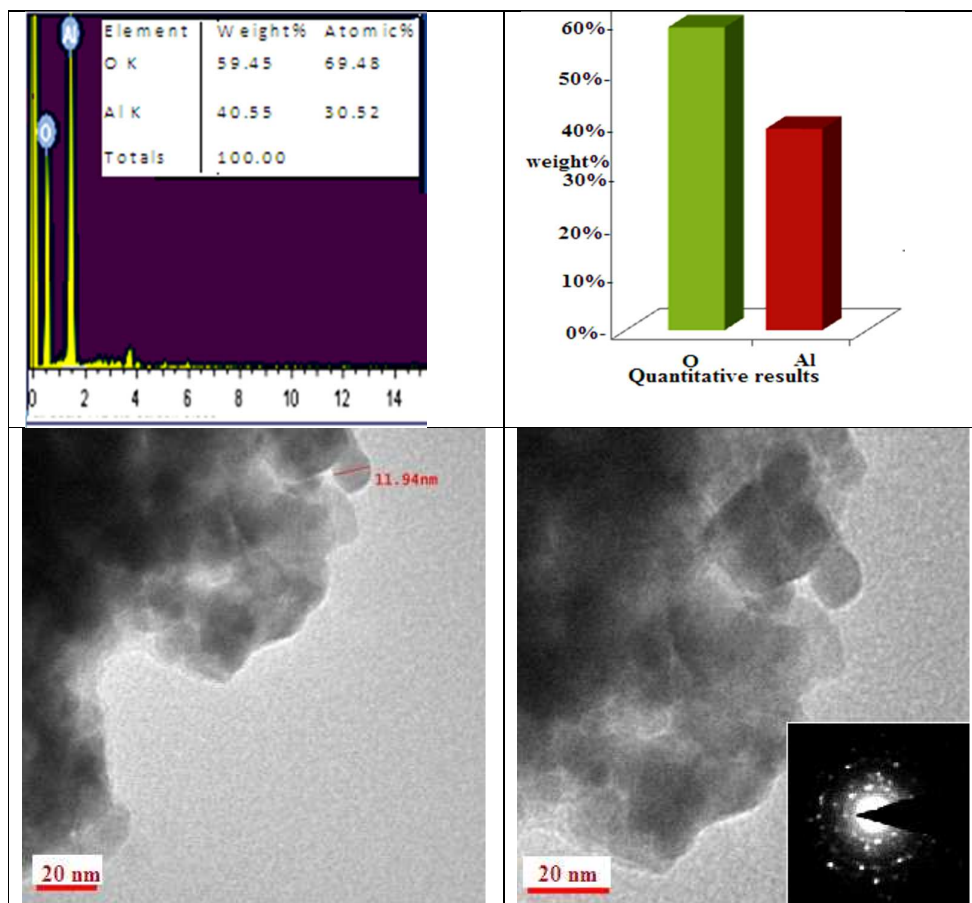 Al
O
Element Weight% Atomic%
O K 59.45 69.48
Al K 40.55 30.52
Totals 100.00
0 2 4 6 8 10 12 14
60%
50%-
40%
weight%
30%
20%-
10%
0%-
O Al
Quantitative results
11.94nm
20 nm
20 nm